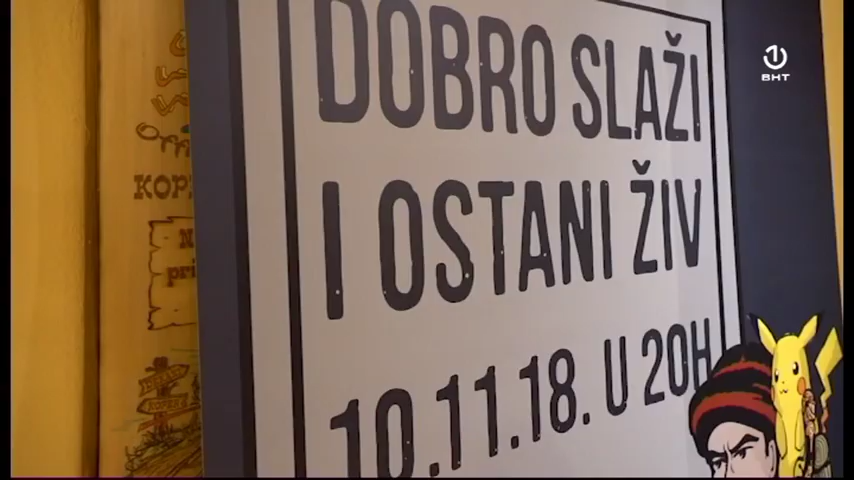 DOBRO SLAŽI
I OSTANI ŽIV
10.11.18. U 20H
BHT